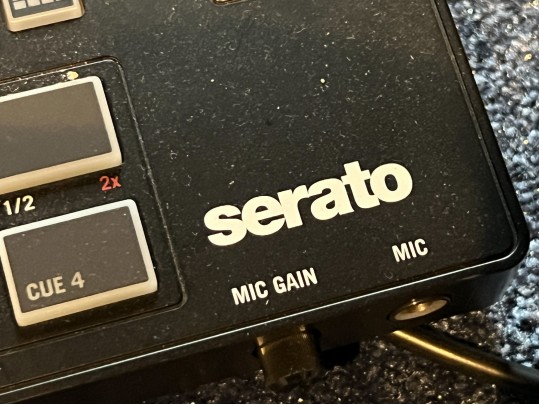 1/2
2x
CUE 4
serato
MIC GAIN
MIC